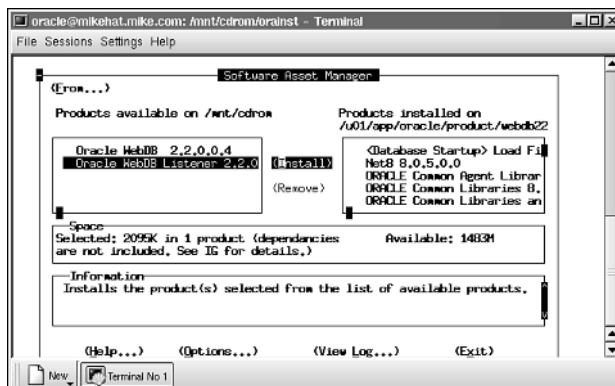 oracle@mikehat.mike.com: /mnt/cdrom/orainst - Terminal
File Sessions Settings Help
Software Asset Manager
(From...)
Products available on /mnt/cdrom
Products installed on
/u01/app/oracle/product/webdb22
Oracle WebDB 2.2.0.0.4
Oracle WebDB Listener 2.2.0
(Install)
(Remove)
<Database Startup> Load Fi
Net8 8.0.5.0.0
ORACLE Common Agent Librar
ORACLE Common Libraries 8.
ORACLE Common Libraries an
Space
Selected: 2095K in 1 product (dependancies
are not included. See IG for details.)
Available: 1483M
Information
Installs the product(s) selected from the list of available products.
(Help...) (Options...) (View Log...) (Exit)
New Terminal No 1